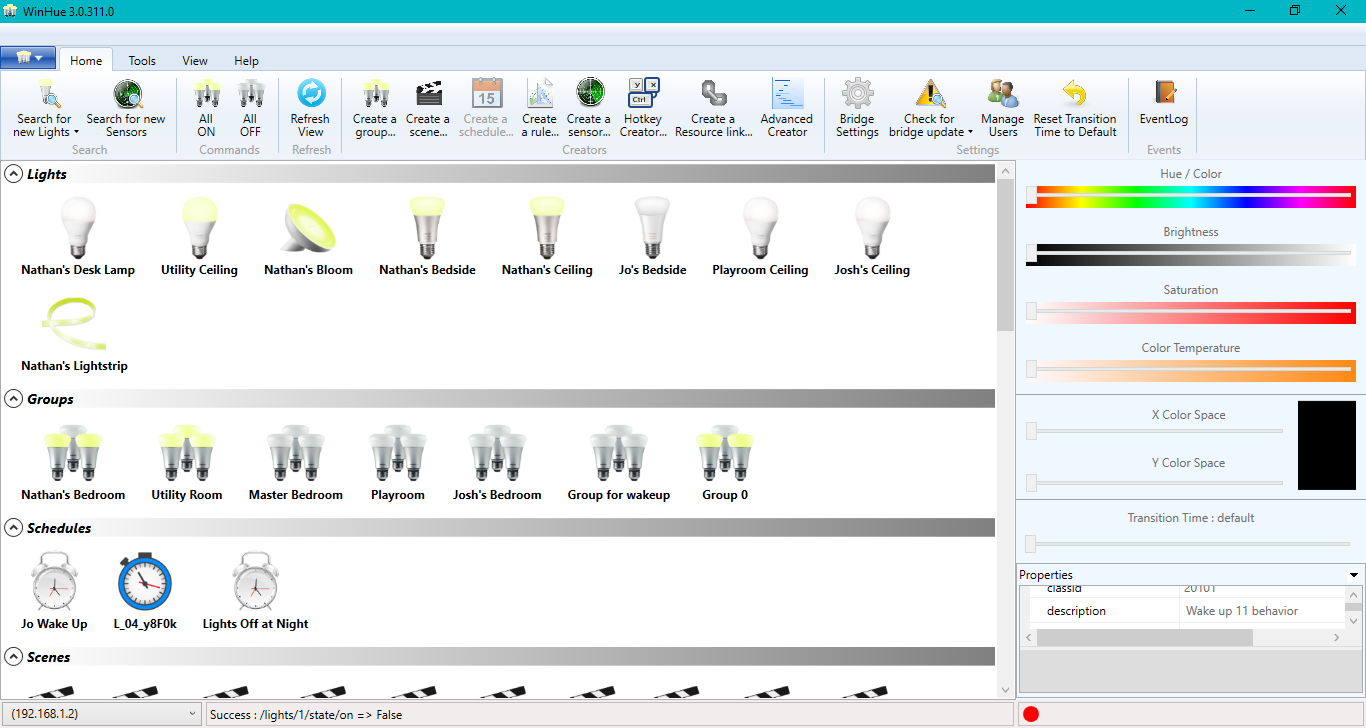 WinHue 3.0.311.0
Home Tools View Help
Search for new Lights
Search for new Sensors
All ON
All OFF
Refresh View
Create a group...
Create a scene...
15
Create a schedule...
Create a rule...
Create a sensor...
Y X Ctrl
Hotkey Creator...
Create a Resource link...
Advanced Creator
Bridge Settings
Check for bridge update
Manage Users
Reset Transition Time to Default
EventLog
Search Commands Refresh Creators Settings Events
Lights
Nathan's Desk Lamp Utility Ceiling Nathan's Bloom Nathan's Bedside Nathan's Ceiling Jo's Bedside Playroom Ceiling Josh's Ceiling
Nathan's Lightstrip
Groups
Nathan's Bedroom Utility Room Master Bedroom Playroom Josh's Bedroom Group for wakeup Group 0
Schedules
Jo Wake Up L_04_y8F0k Lights Off at Night
Scenes
Hue / Color
Brightness
Saturation
Color Temperature
X Color Space
Y Color Space
Transition Time : default
Properties
classid 20101
description Wake up 11 behavior
(192.168.1.2) Success : /lights/1/state/on => False